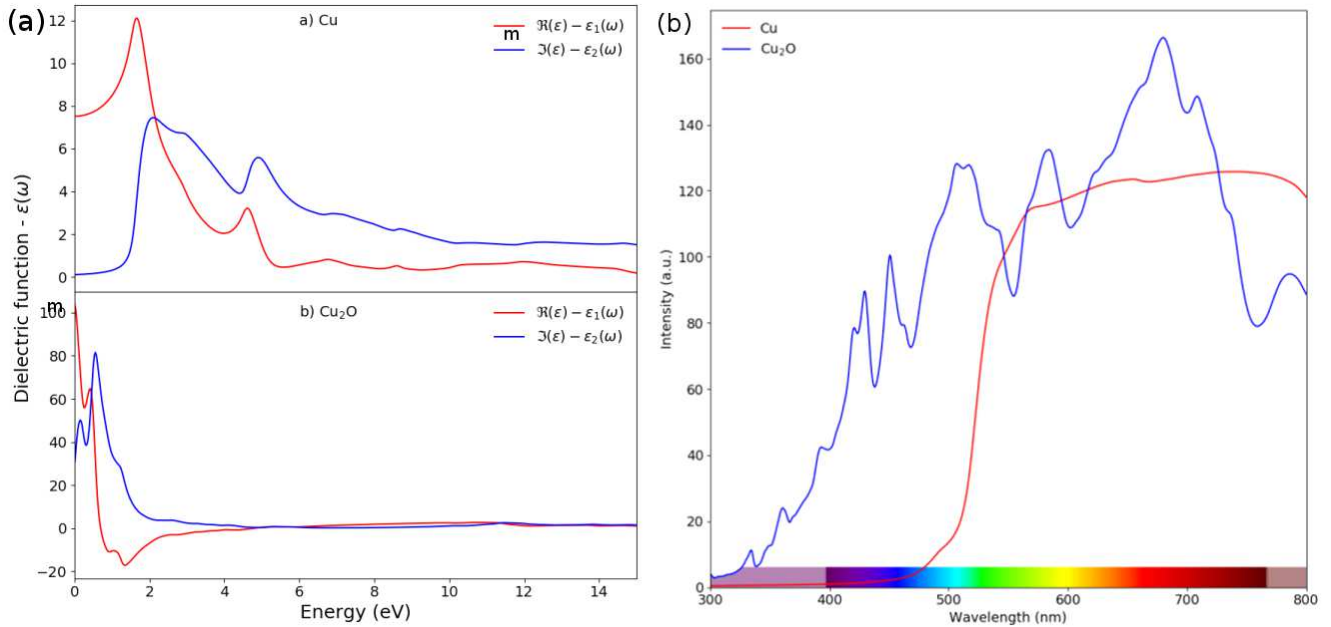 (a)
a) Cu
ℜ(ε) − ε₁(ω)
m
ℑ(ε) − ε₂(ω)
12
10
8
6
4
2
0
m
b) Cu₂O
ℜ(ε) − ε₁(ω)
ℑ(ε) − ε₂(ω)
100
80
60
40
20
0
−20
Dielectric function - ε(ω)
0 2 4 6 8 10 12 14
Energy (eV)
(b)
Cu
Cu₂O
160
140
120
100
80
60
40
20
0
Intensity (a.u.)
300 400 500 600 700 800
Wavelength (nm)